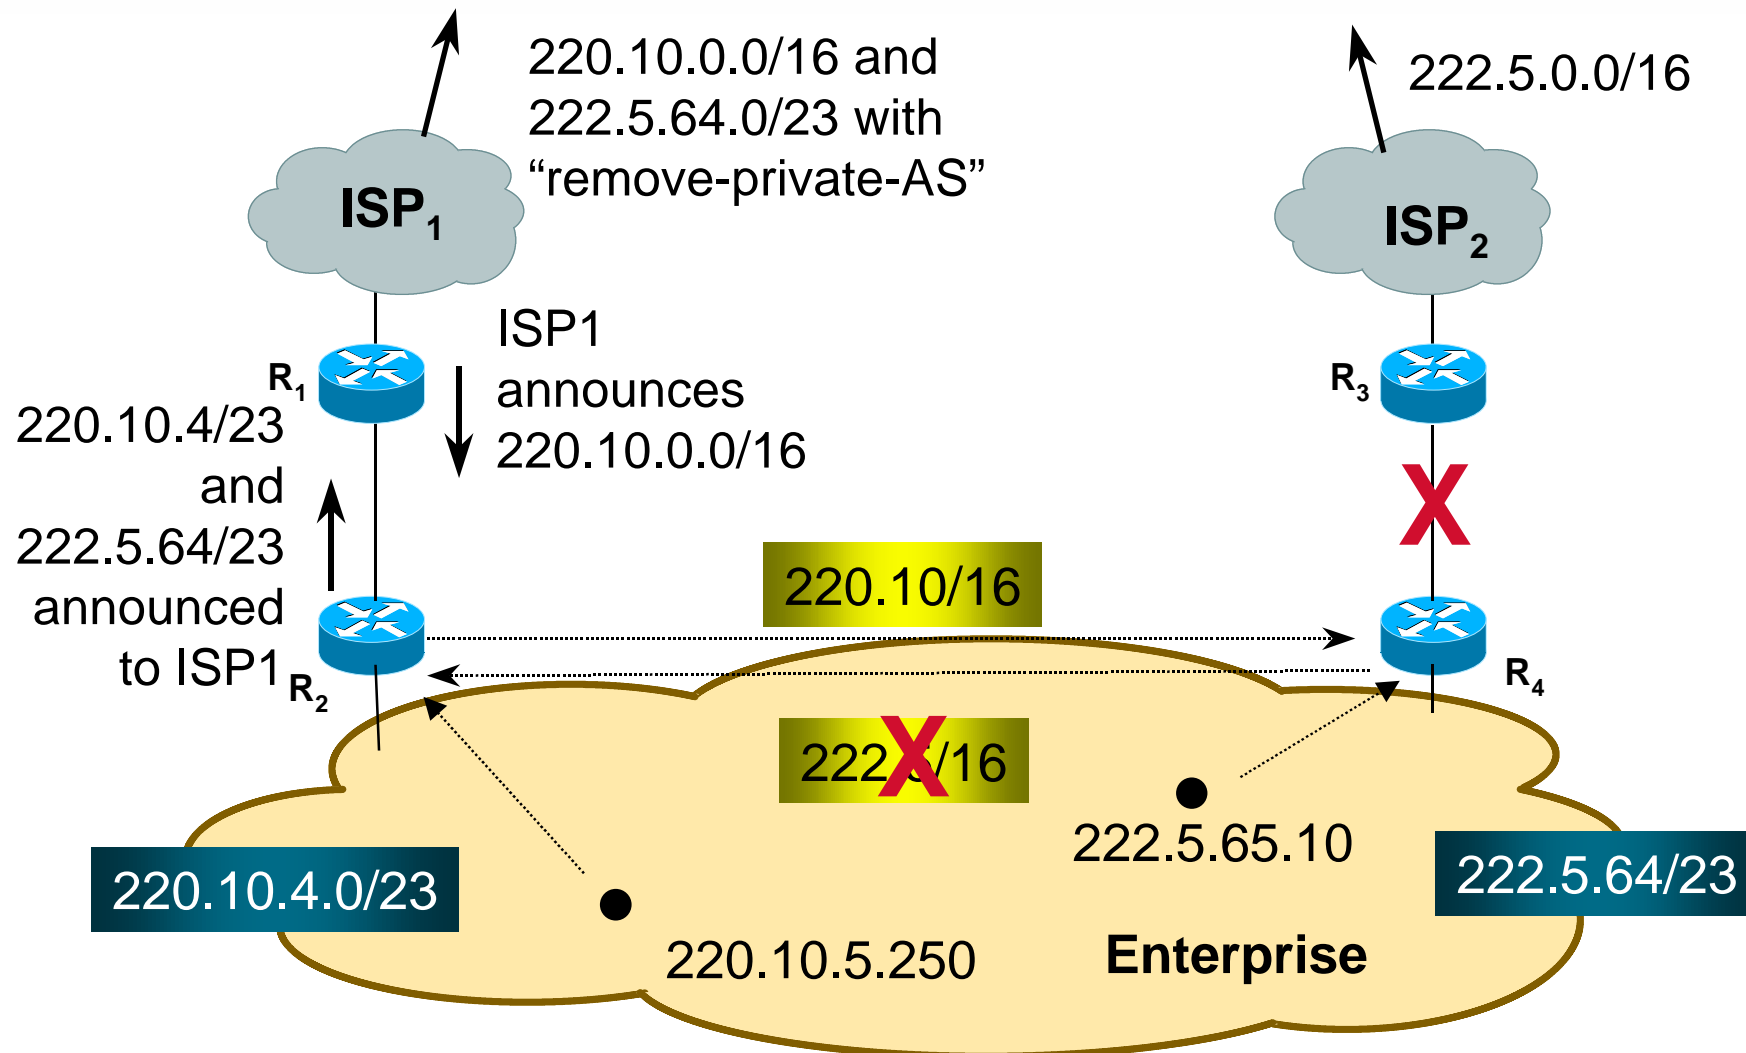 220.10.0.0/16 and
222.5.64.0/23 with
“remove-private-AS”
222.5.0.0/16
ISP1
ISP2
ISP1
announces
220.10.0.0/16
R1
R3
220.10.4/23
and
222.5.64/23
announced
to ISP1
220.10/16
R2
R4
222.5/16
222.5.65.10
220.10.4.0/23
222.5.64/23
220.10.5.250
Enterprise